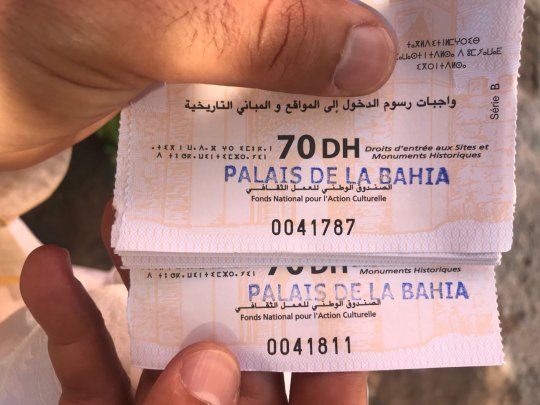 واجبات رسوم الدخول إلى المواقع و المباني التاريخية
Série B
70 DH
Droits d'entrée aux Sites et
Monuments Historiques
PALAIS DE LA BAHIA
الصندوق الوطني للعمل الثقافي
Fonds National pour l'Action Culturelle
0041787
70 DH
Monuments Historiques
PALAIS DE LA BAHIA
الصندوق الوطني للعمل الثقافي
Fonds National pour l'Action Culturelle
0041811